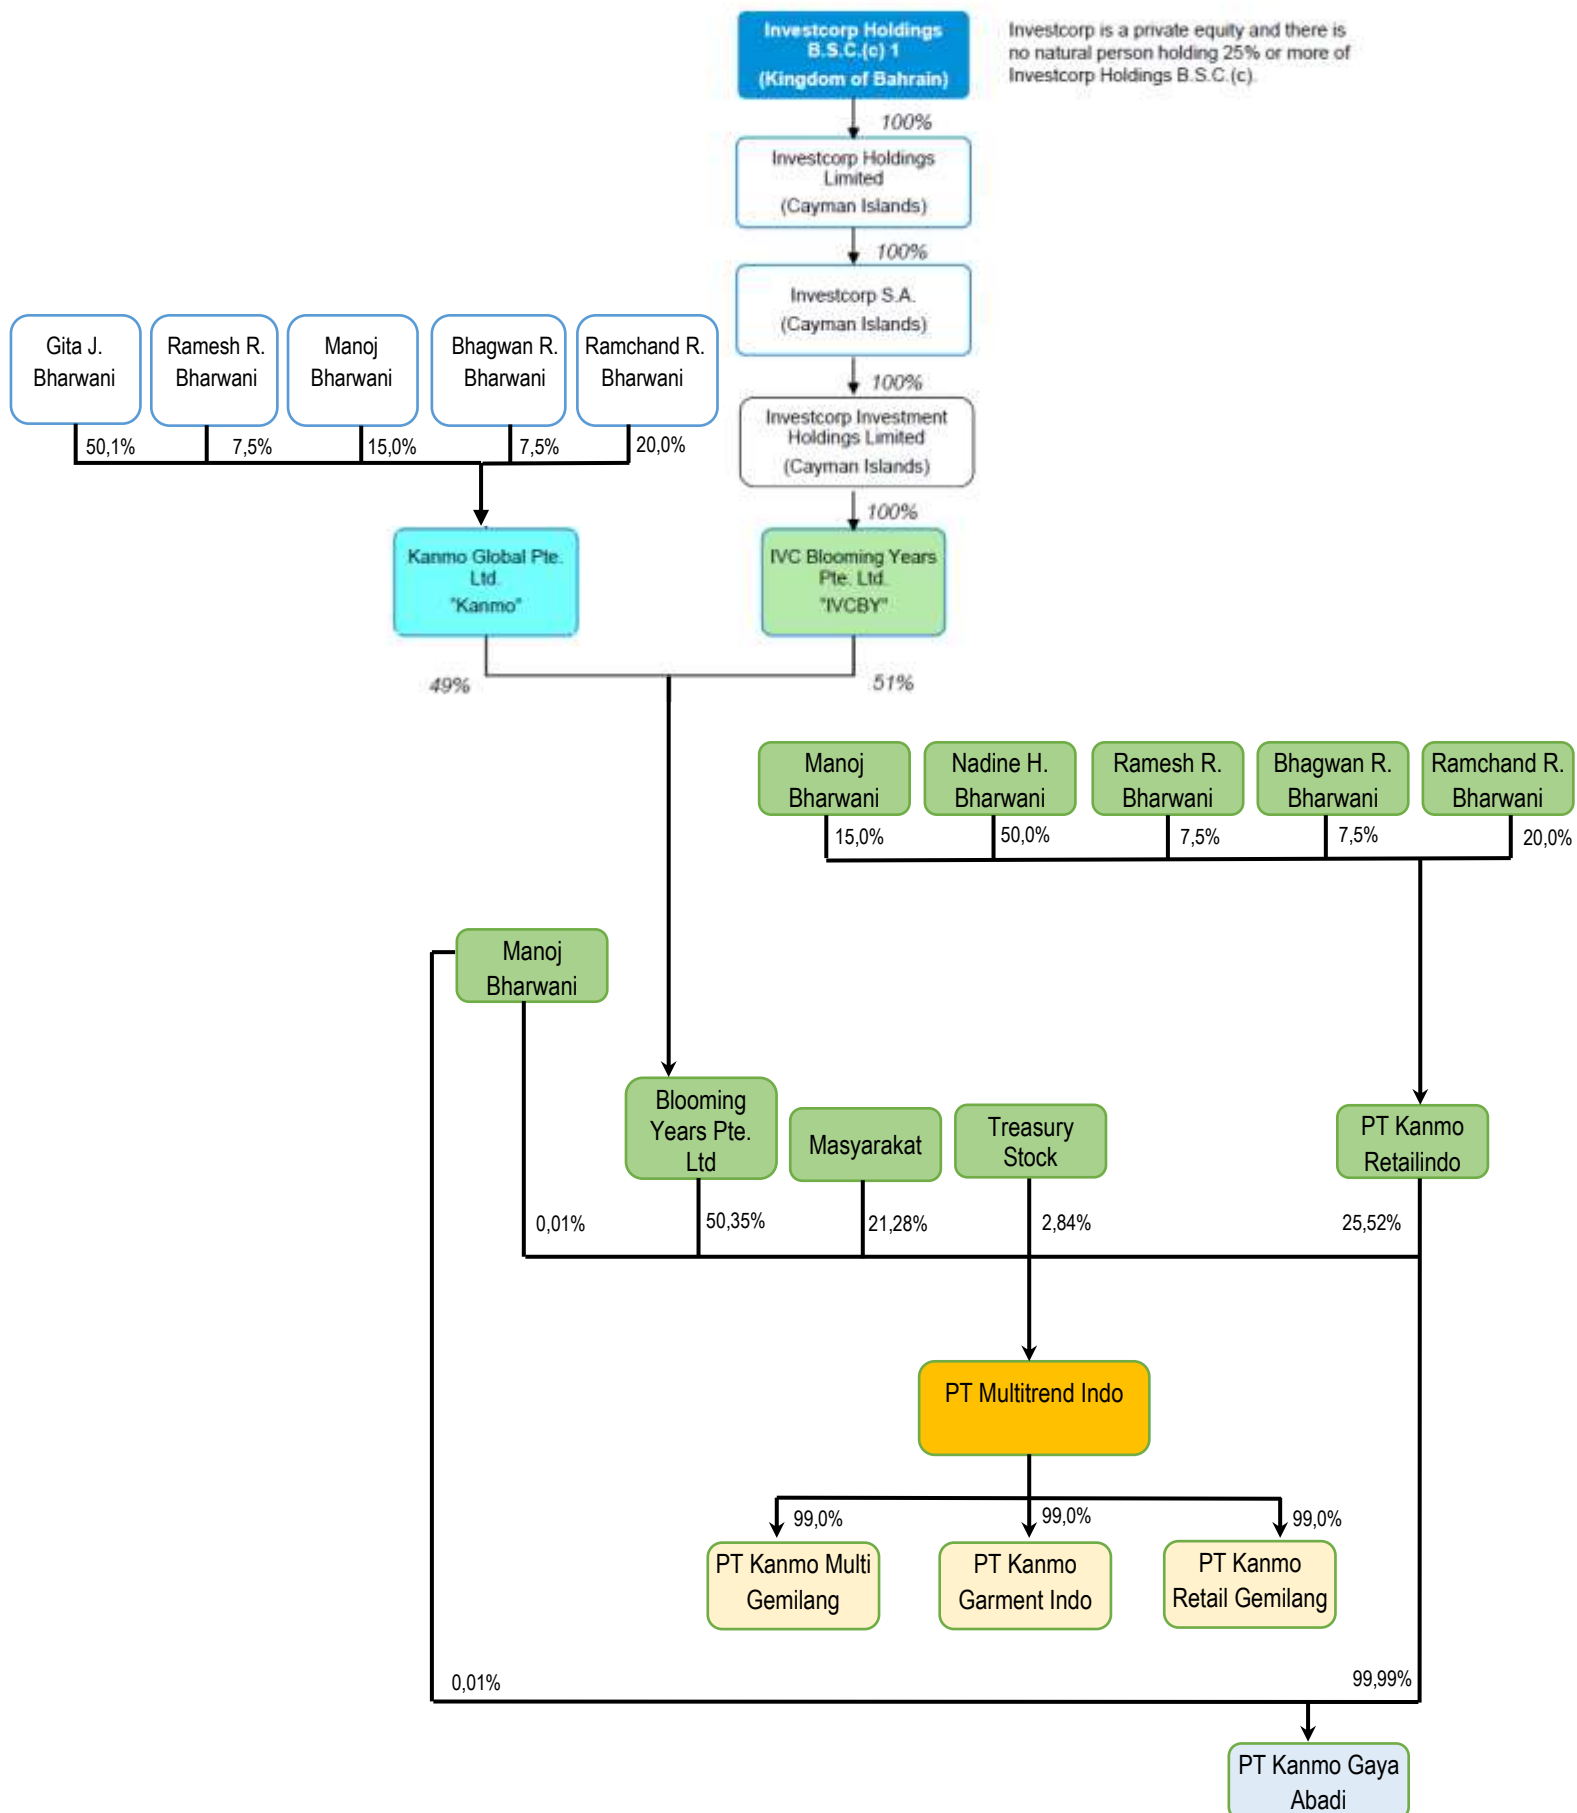 Investcorp Holdings
B.S.C.(c) 1
(Kingdom of Bahrain)
Investcorp is a private equity and there is
no natural person holding 25% or more of
Investcorp Holdings B.S.C.(c).
100%
Investcorp Holdings
Limited
(Cayman Islands)
100%
Investcorp S.A.
(Cayman Islands)
100%
Investcorp Investment
Holdings Limited
(Cayman Islands)
100%
Gita J.
Bharwani
Ramesh R.
Bharwani
Manoj
Bharwani
Bhagwan R.
Bharwani
Ramchand R.
Bharwani
50,1%
7,5%
15,0%
7,5%
20,0%
Kanmo Global Pte.
Ltd.
"Kanmo"
IVC Blooming Years
Pte. Ltd.
"IVCBY"
49%
51%
Manoj
Bharwani
Nadine H.
Bharwani
Ramesh R.
Bharwani
Bhagwan R.
Bharwani
Ramchand R.
Bharwani
15,0%
50,0%
7,5%
7,5%
20,0%
Manoj
Bharwani
Blooming
Years Pte.
Ltd
Masyarakat
Treasury
Stock
PT Kanmo
Retailindo
0,01%
50,35%
21,28%
2,84%
25,52%
PT Multitrend Indo
99,0%
99,0%
99,0%
PT Kanmo Multi
Gemilang
PT Kanmo
Garment Indo
PT Kanmo
Retail Gemilang
0,01%
99,99%
PT Kanmo Gaya
Abadi